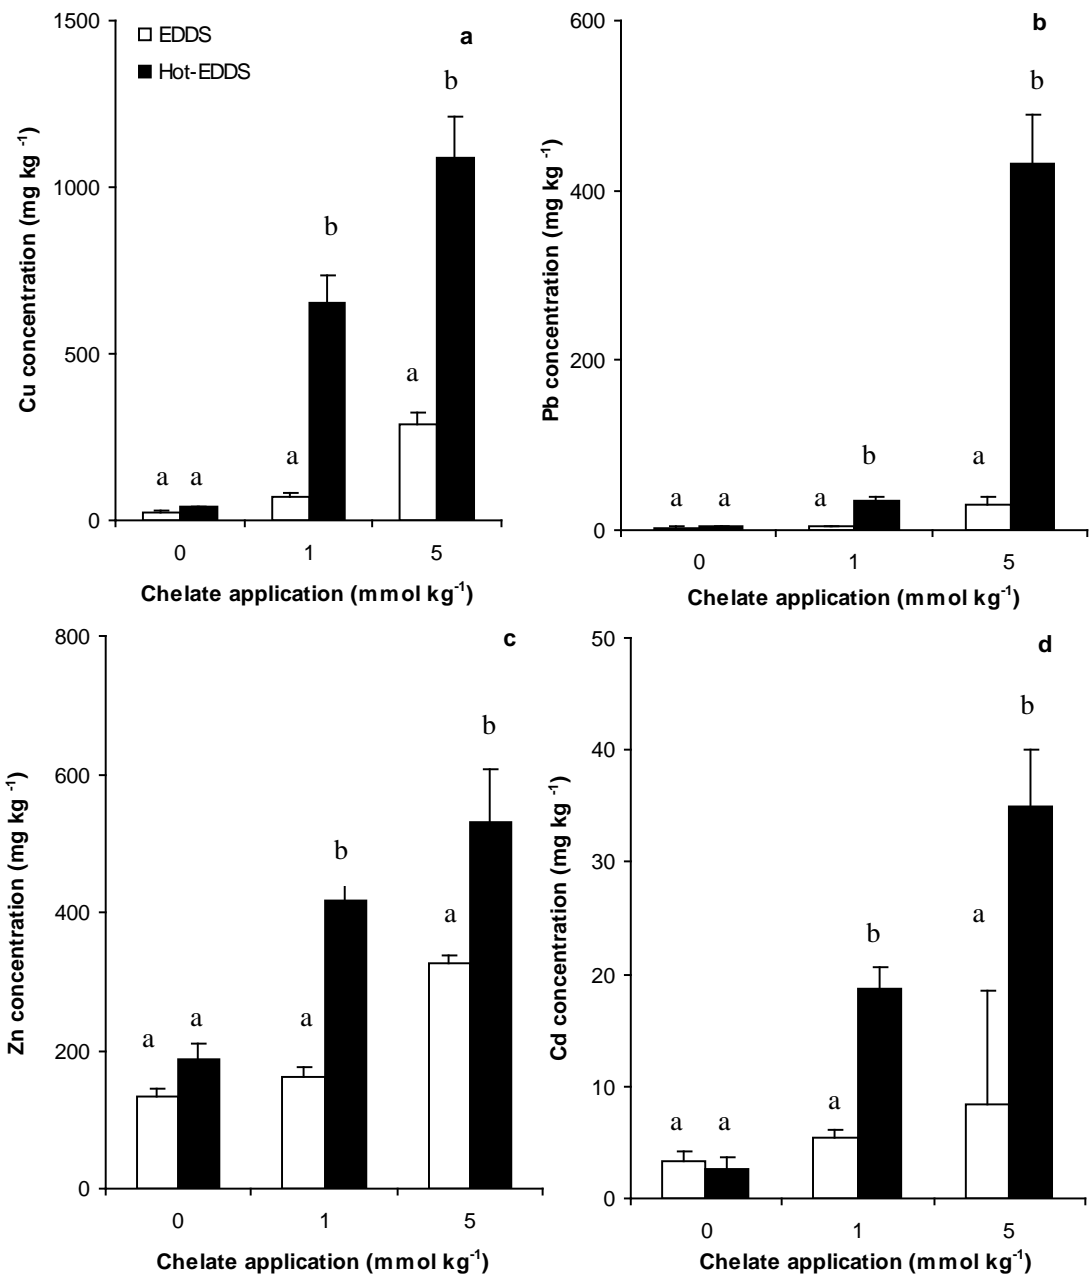 a
EDDS
Hot-EDDS
Cu concentration (mg kg -1)
1500
1000
500
0
a a
a b
a b
0 1 5
Chelate application (mmol kg-1)
b
Pb concentration (mg kg -1)
600
400
200
0
a a
a b
a b
0 1 5
Chelate application (mmol kg-1)
c
Zn concentration (mg kg -1)
800
600
400
200
0
a a
a b
a b
0 1 5
Chelate application (mmol kg-1)
d
Cd concentration (mg kg -1)
50
40
30
20
10
0
a a
a b
a b
0 1 5
Chelate application (mmol kg-1)